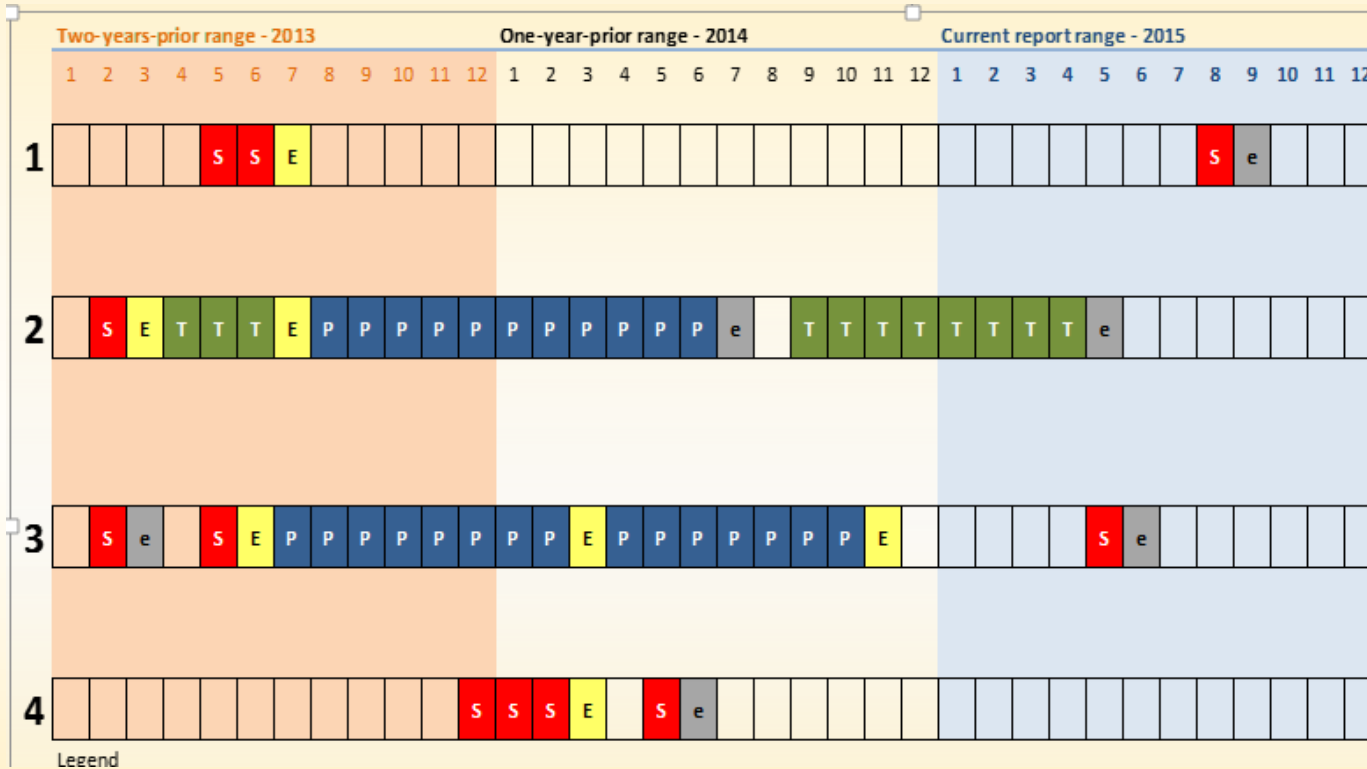 Two-years-prior range - 2013 One-year-prior range - 2014 Current report range - 2015
1 2 3 4 5 6 7 8 9 10 11 12 1 2 3 4 5 6 7 8 9 10 11 12 1 2 3 4 5 6 7 8 9 10 11 12
1 S S E S e
2 S E T T T E P P P P P P P P P P P e T T T T T T T T e
3 S e S E P P P P P P P P E P P P P P P P E S e
4 S S S E S e
Legend